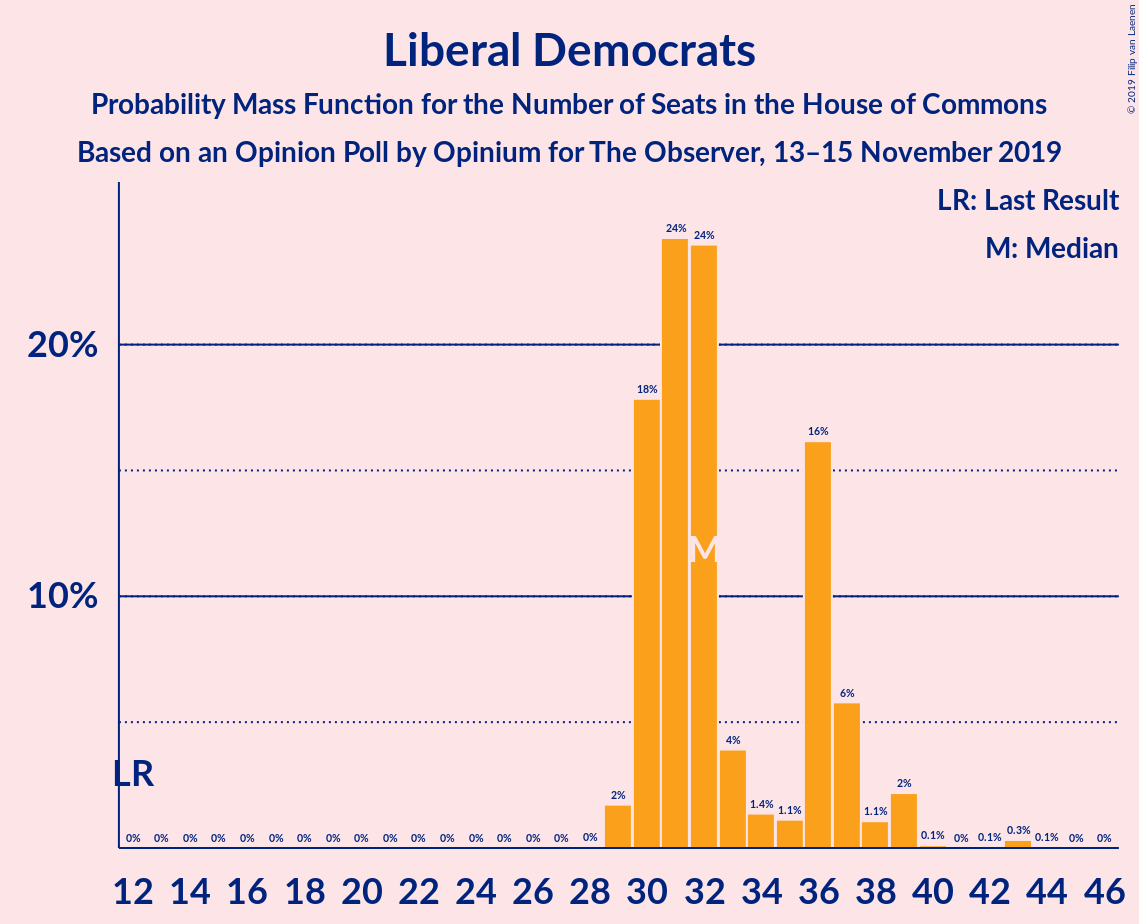 Liberal Democrats
Probability Mass Function for the Number of Seats in the House of Commons
Based on an Opinion Poll by Opinium for The Observer, 13–15 November 2019
© 2019 Filip van Laenen
LR: Last Result
M: Median
24% 24%
20%
18%
16%
M
10%
6%
4%
LR
2% 1.4% 1.1% 1.1% 2%
0% 0% 0% 0% 0% 0% 0% 0% 0% 0% 0% 0% 0% 0% 0% 0% 0% 0.1% 0% 0.1% 0.3% 0.1% 0% 0%
12 14 16 18 20 22 24 26 28 30 32 34 36 38 40 42 44 46